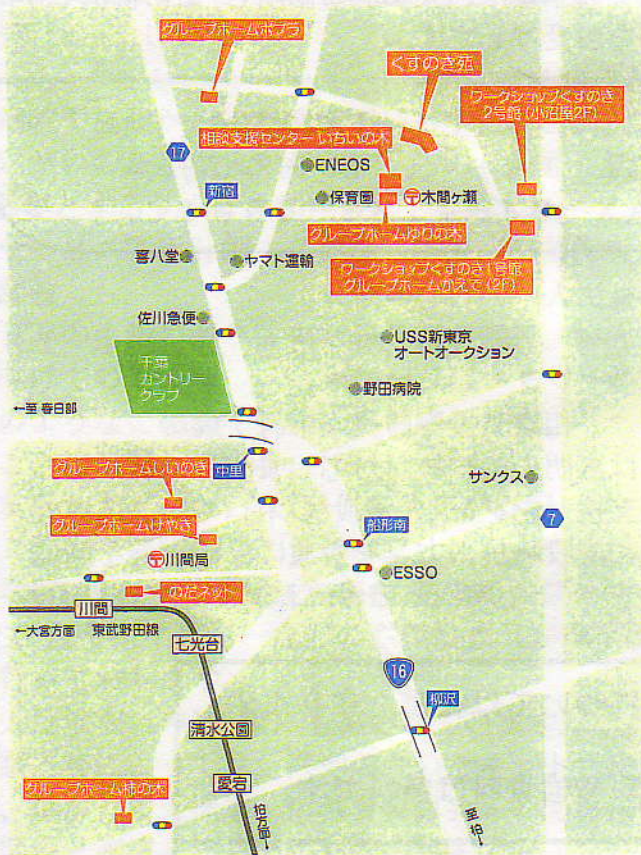 グループホームポプラ
くすのき苑
ワークショップくすのき
2号館(小沼屋2F)
相談支援センター いちいの木
17
ENEOS
新宿
保育園
〒木間ヶ瀬
グループホームゆりの木
喜八堂
ヤマト運輸
ワークショップくすのき1号館
グループホームかえで(2F)
佐川急便
USS新東京
オートオークション
千葉
カントリー
クラブ
野田病院
←至 春日部
グループホームしいのき
中里
サンクス
グループホームけやき
船形南
7
〒川間局
ESSO
のだネット
川間
←大宮方面 東武野田線
七光台
16
柳沢
清水公園
愛宕
グループホーム柿の木
柏方面→
至 柏→